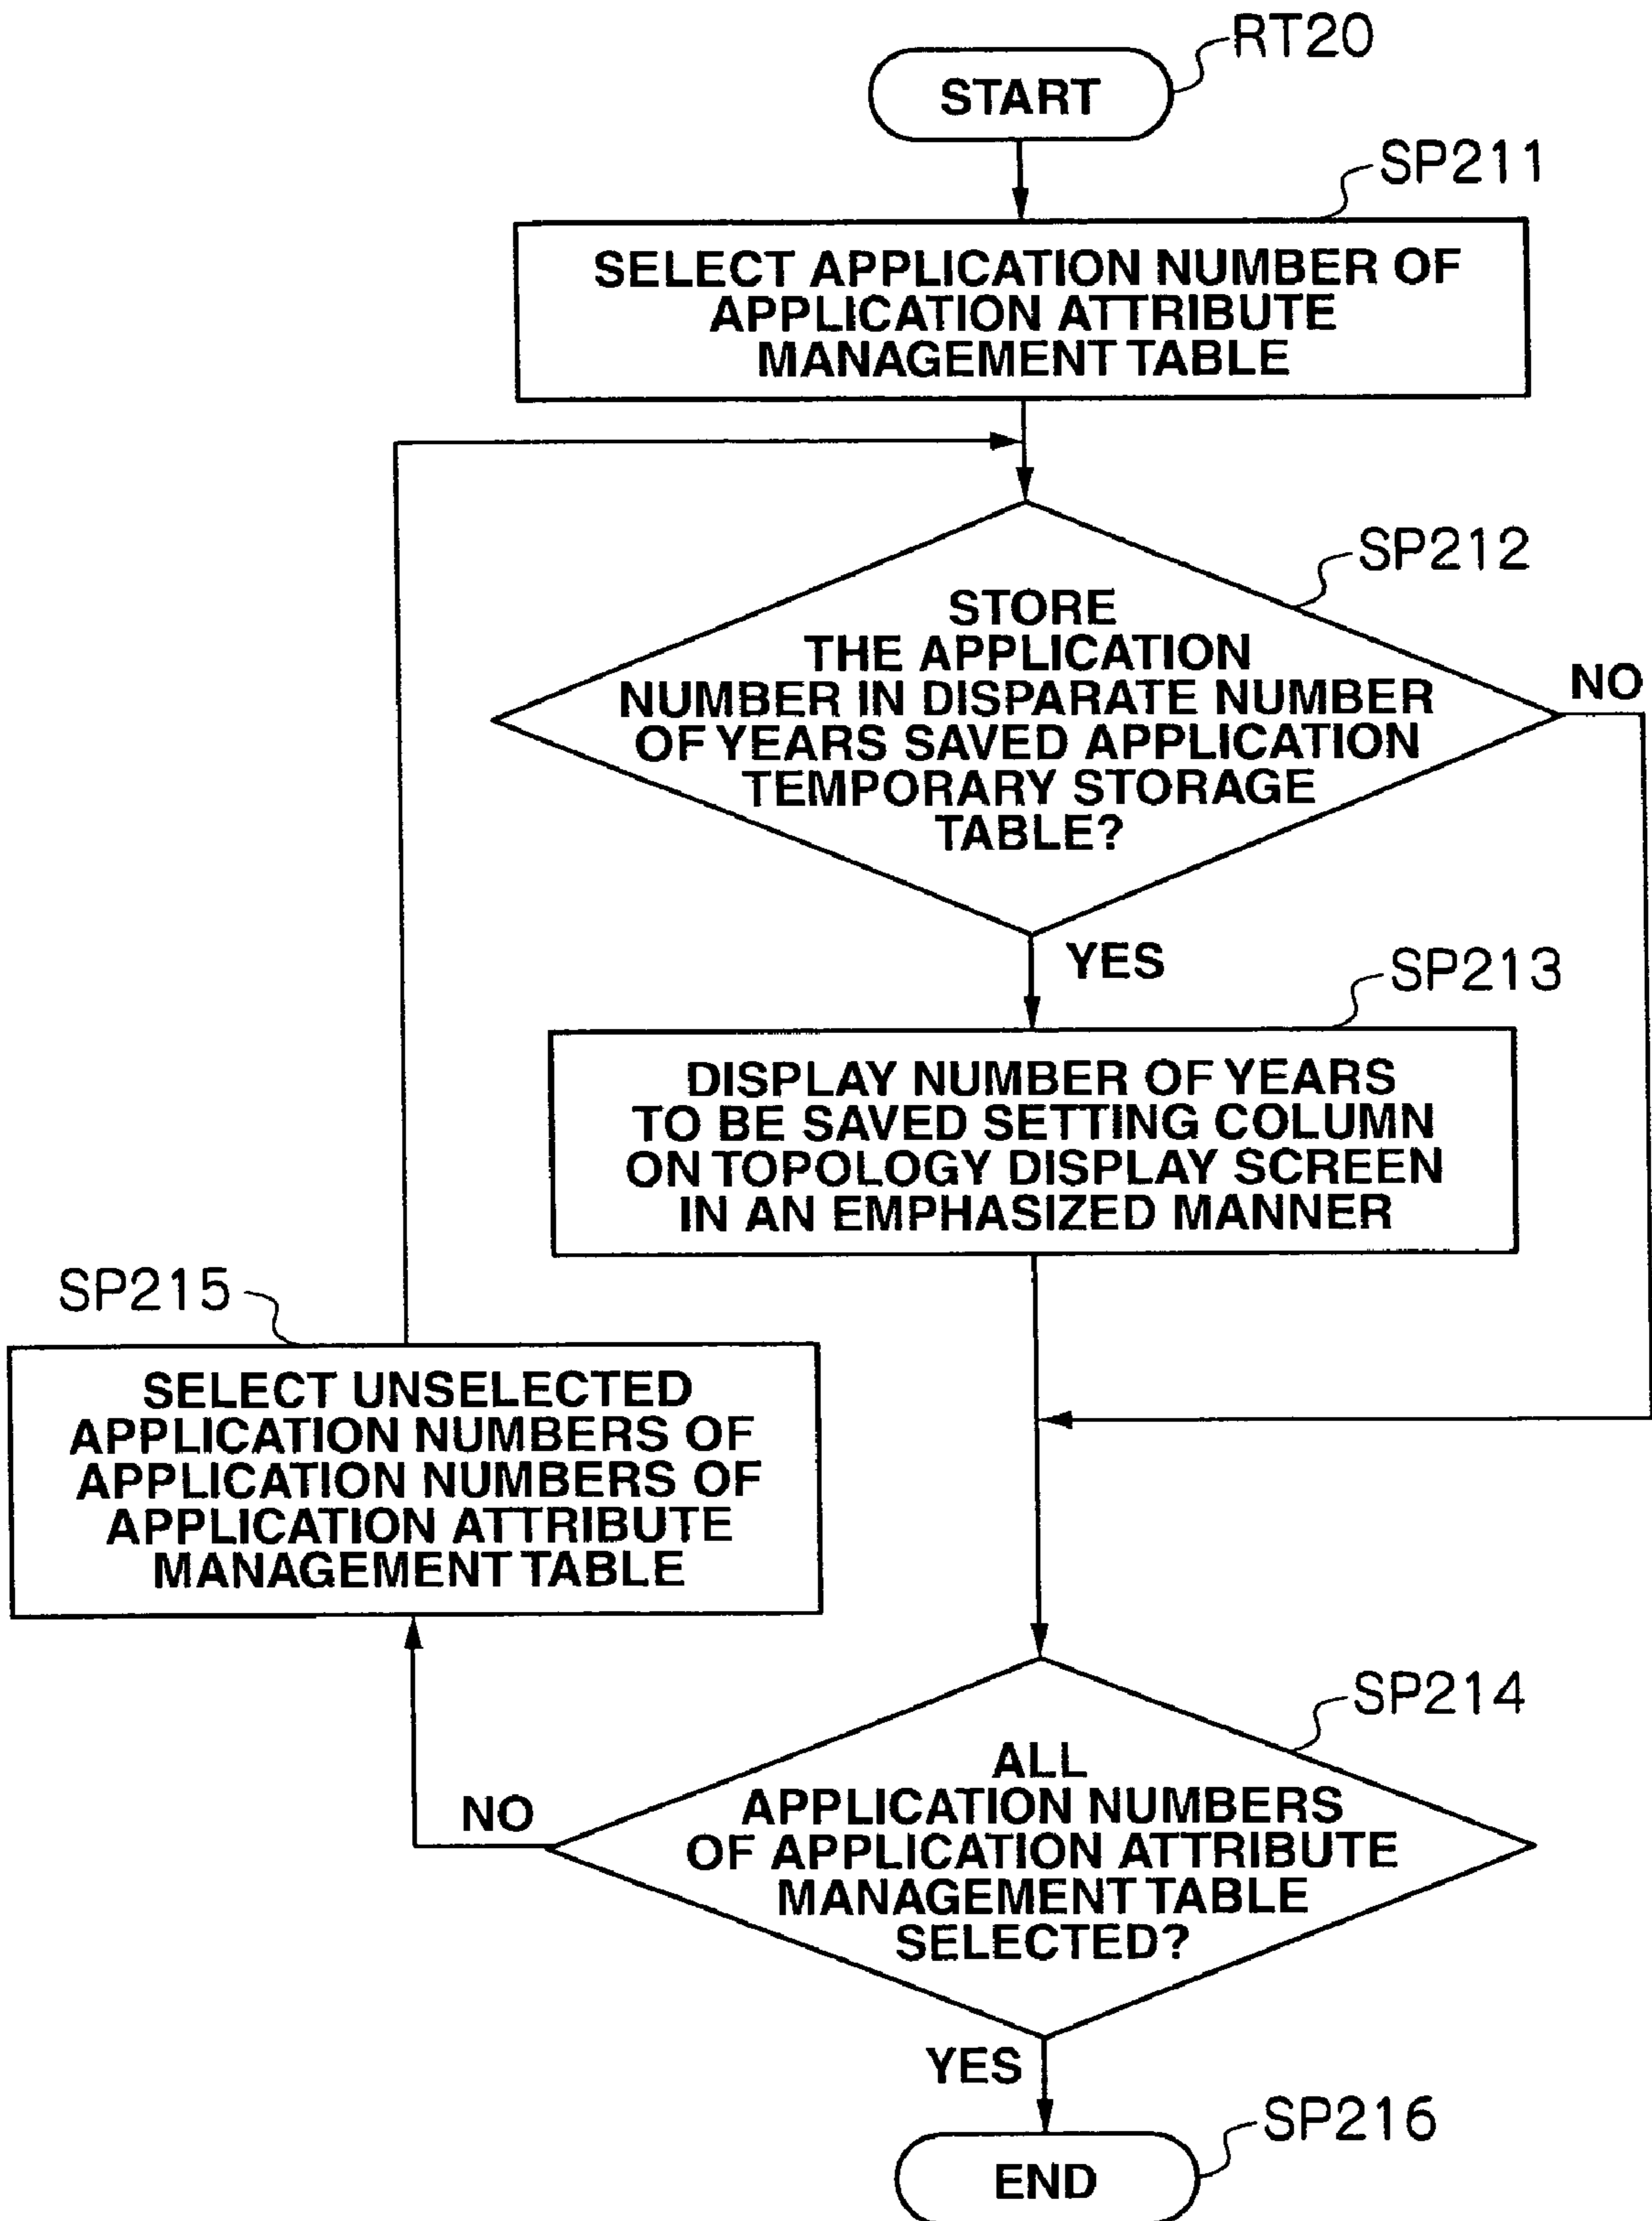 RT20
START
SP211
SELECT APPLICATION NUMBER OF
APPLICATION ATTRIBUTE
MANAGEMENT TABLE
SP212
STORE
THE APPLICATION
NUMBER IN DISPARATE NUMBER
OF YEARS SAVED APPLICATION
TEMPORARY STORAGE
TABLE?
NO
YES
SP213
DISPLAY NUMBER OF YEARS
TO BE SAVED SETTING COLUMN
ON TOPOLOGY DISPLAY SCREEN
IN AN EMPHASIZED MANNER
SP215
SELECT UNSELECTED
APPLICATION NUMBERS OF
APPLICATION NUMBERS OF
APPLICATION ATTRIBUTE
MANAGEMENT TABLE
SP214
ALL
APPLICATION NUMBERS
OF APPLICATION ATTRIBUTE
MANAGEMENT TABLE
SELECTED?
NO
YES
SP216
END